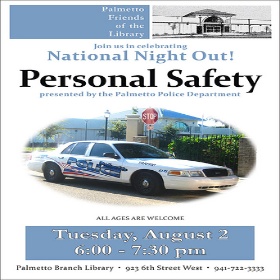 Palmetto
Friends
of the
Library
Join us in celebrating
National Night Out!
Personal Safety
presented by the Palmetto Police Department
STOP
ALL AGES ARE WELCOME
Tuesday, August 2
6:00 - 7:30 pm
Palmetto Branch Library • 923 6th Street West • 941-722-3333